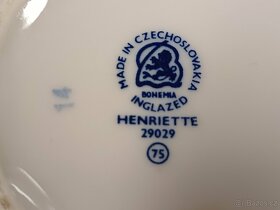 MADE IN CZECHOSLOVAKIA
BOHEMIA
INGLAZED
HENRIETTE
29029
75